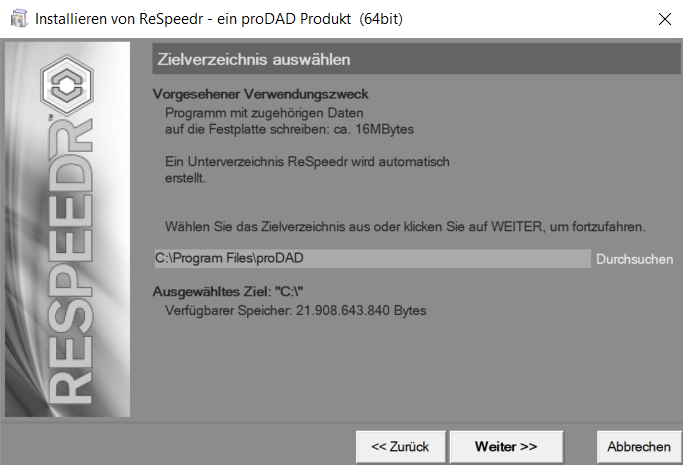 Installieren von ReSpeedr - ein proDAD Produkt  (64bit)
RESPEEDR™
Zielverzeichnis auswählen
Vorgesehener Verwendungszweck
Programm mit zugehörigen Daten
auf die Festplatte schreiben: ca. 16MBytes
Ein Unterverzeichnis ReSpeedr wird automatisch
erstellt.
Wählen Sie das Zielverzeichnis aus oder klicken Sie auf WEITER, um fortzufahren.
C:\Program Files\proDAD
Durchsuchen
Ausgewähltes Ziel: "C:\"
Verfügbarer Speicher: 21.908.643.840 Bytes
<< Zurück
Weiter >>
Abbrechen